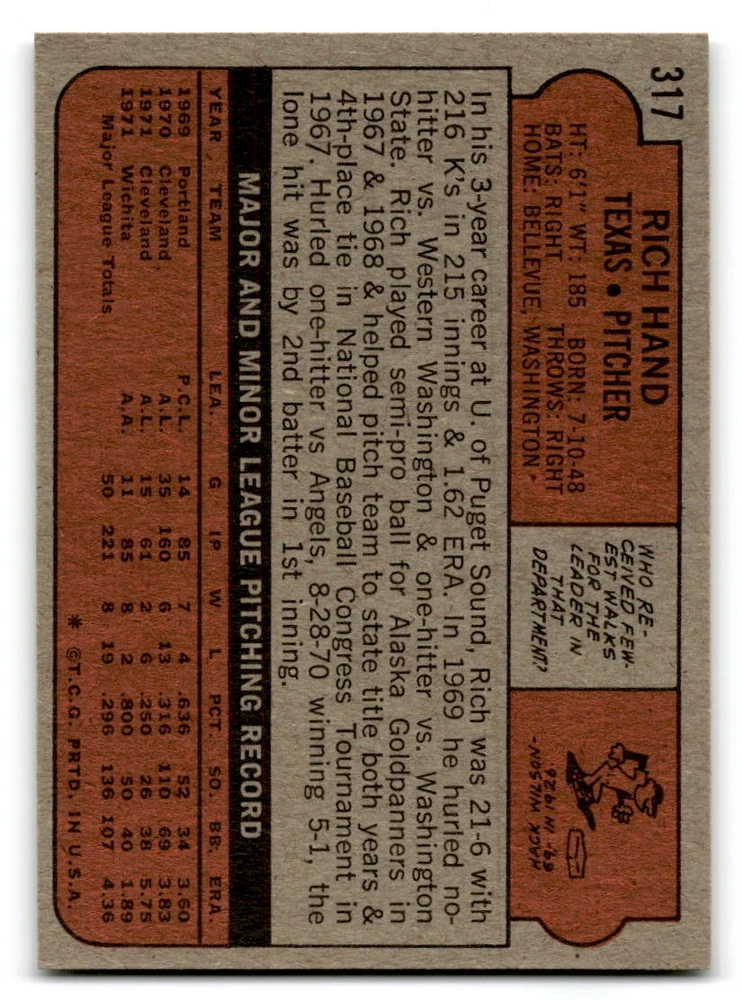 317
RICH HAND
TEXAS • PITCHER
HT: 6'1" WT: 185 BORN: 7-10-48
BATS: RIGHT THROWS: RIGHT
HOME: BELLEVUE, WASHINGTON
WHO RE-
CEIVED FEW-
EST WALKS
FOR THE
LEADER IN
THAT
DEPARTMENT?
HACK WILSON-
69- IN 1926
In his 3-year career at U. of Puget Sound, Rich was 21-6 with
216 K's in 215 innings & 1.62 ERA. In 1969 he hurled no-
hitter vs. Western Washington & one-hitter vs. Washington
State. Rich played semi-pro ball for Alaska Goldpanners in
1967 & 1968 & helped pitch team to state title both years &
4th-place tie in National Baseball Congress Tournament in
1967. Hurled one-hitter vs Angels, 8-28-70 winning 5-1, the
lone hit was by 2nd batter in 1st inning.
MAJOR AND MINOR LEAGUE PITCHING RECORD
YEAR TEAM LEA. G IP W L PCT. SO. BB. ERA.
1969 Portland P.C.L. 14 85 7 4 .636 52 34 3.60
1970 Cleveland A.L. 35 160 6 13 .316 110 69 3.83
1971 Cleveland A.L. 15 61 2 6 .250 26 38 5.75
1971 Wichita A.A. 11 85 8 2 .800 50 40 1.89
Major League Totals 50 221 8 19 .296 136 107 4.36
* ©T.C.G. PRTD. IN U.S.A.